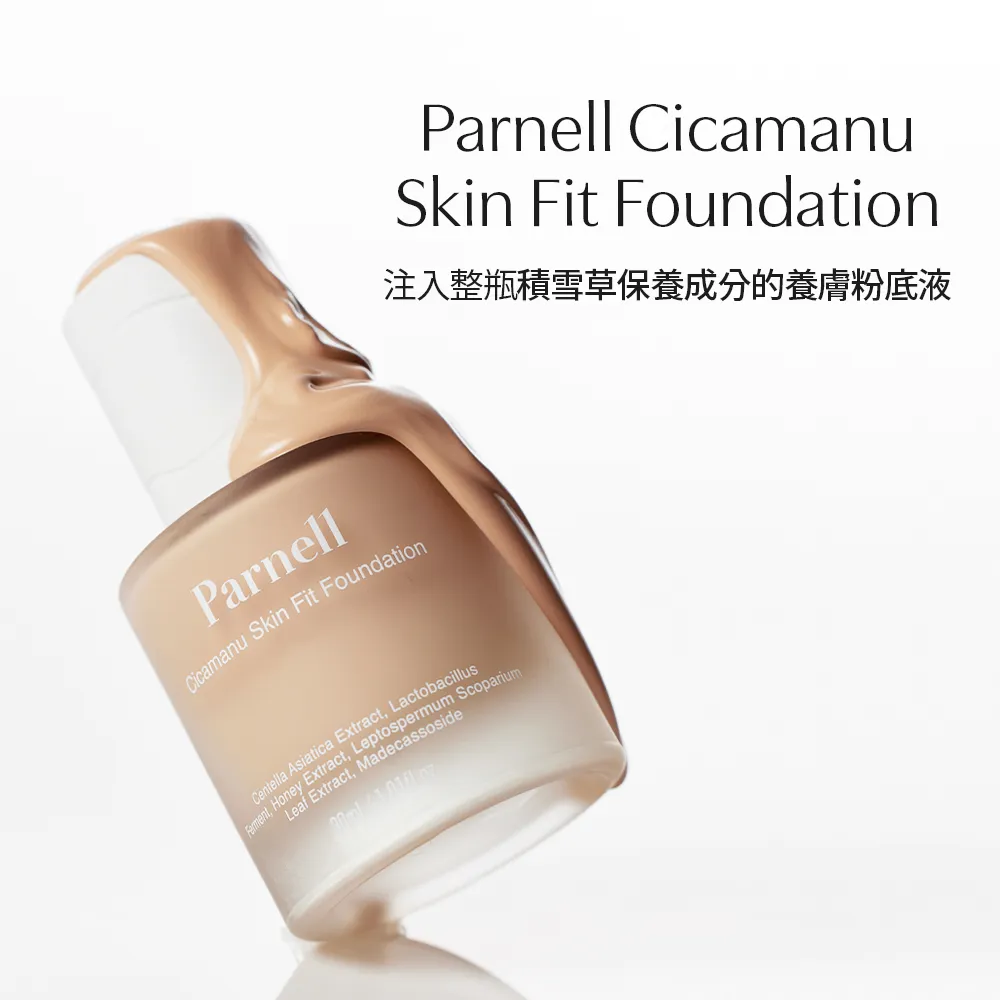 Parnell Cicamanu
Skin Fit Foundation
注入整瓶積雪草保養成分的養膚粉底液
Parnell
Cicamanu Skin Fit Foundation
Centella Asiatica Extract, Lactobacillus
Ferment, Honey Extract, Leptospermum Scoparium
Leaf Extract, Madecassoside